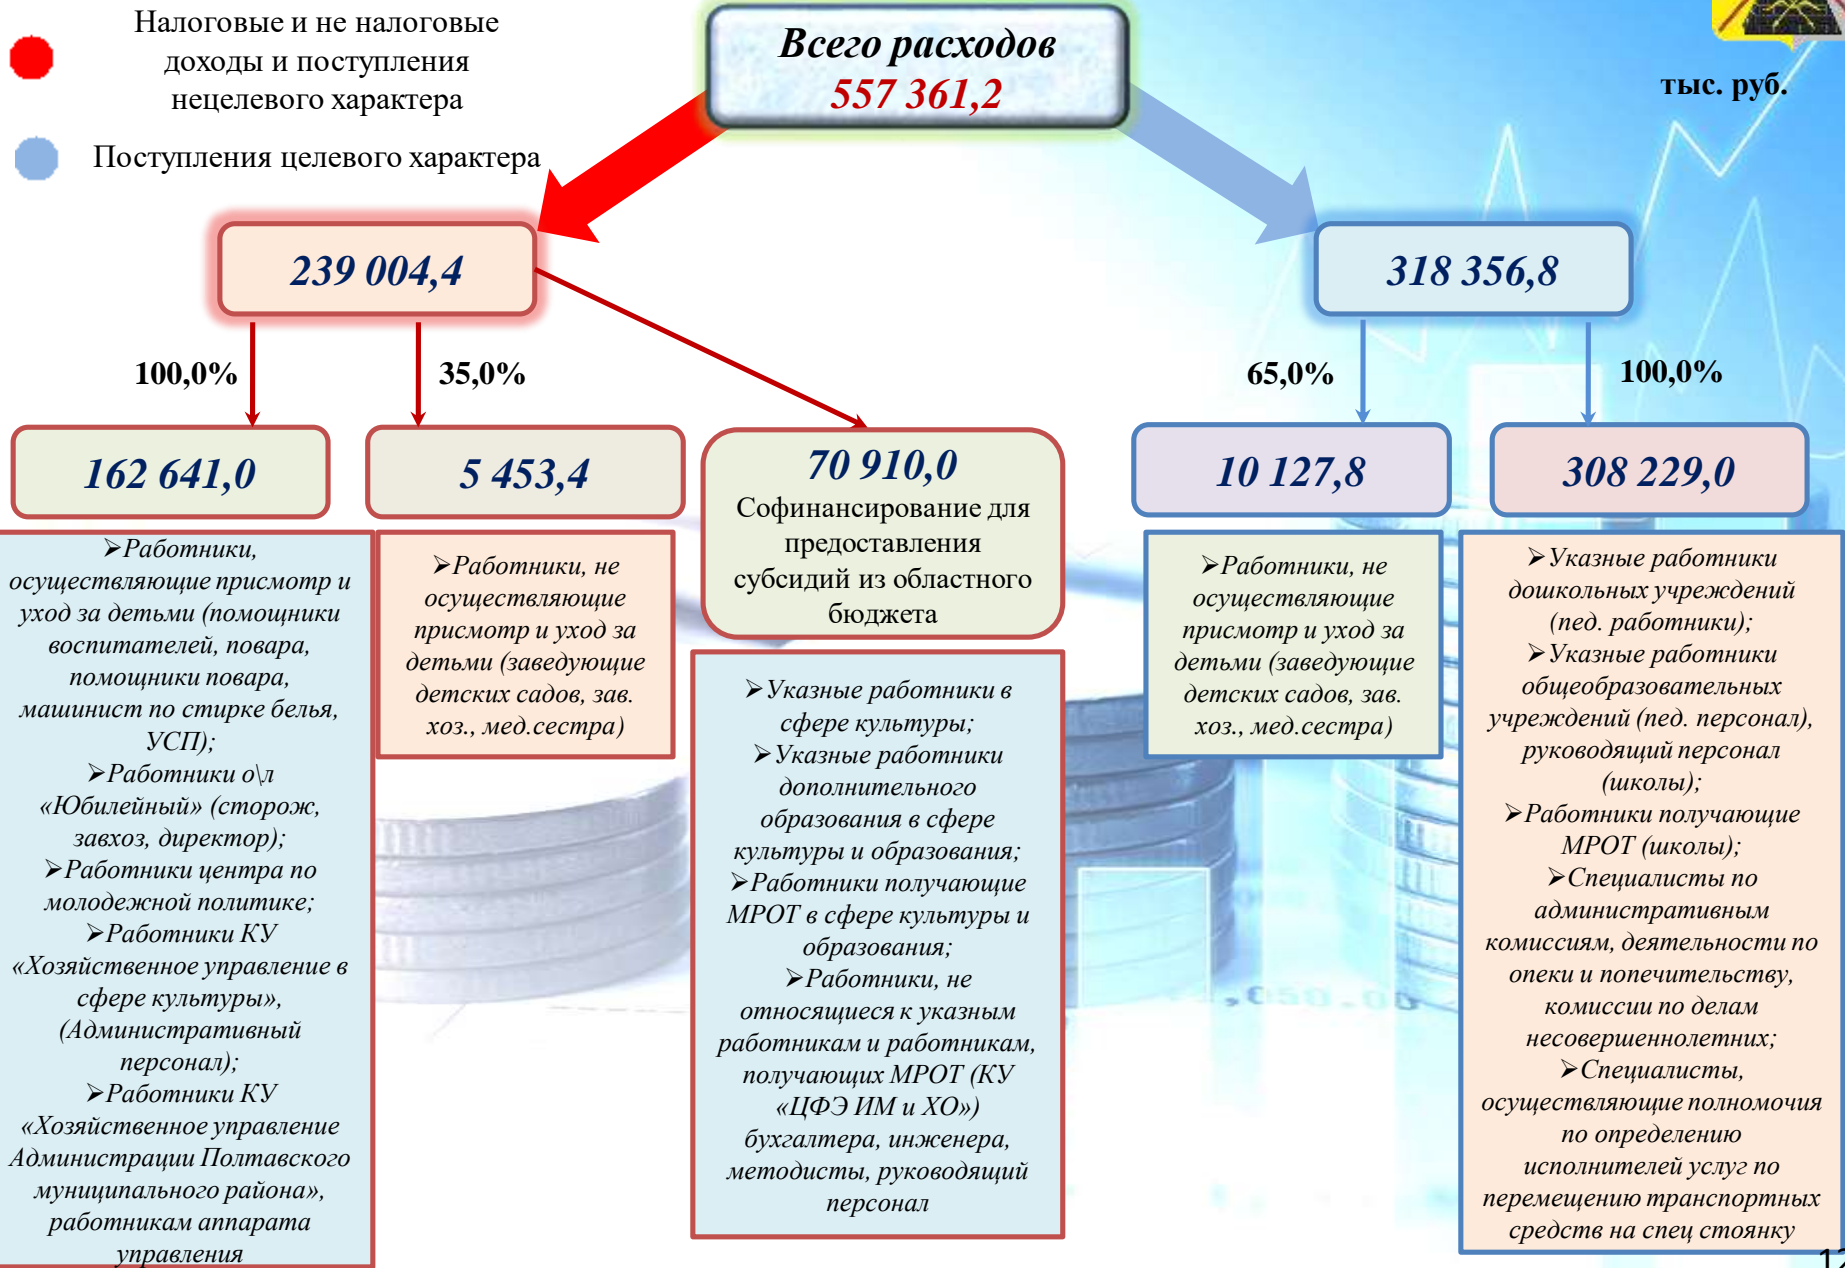 Налоговые и не налоговые
доходы и поступления
нецелевого характера
Поступления целевого характера
Всего расходов
557 361,2
тыс. руб.
239 004,4
318 356,8
100,0%
35,0%
65,0%
100,0%
162 641,0
5 453,4
70 910,0
Софинансирование для
предоставления
субсидий из областного
бюджета
10 127,8
308 229,0
➢Работники,
осуществляющие присмотр и
уход за детьми (помощники
воспитателей, повара,
помощники повара,
машинист по стирке белья,
УСП);
➢Работники о\л
«Юбилейный» (сторож,
завхоз, директор);
➢Работники центра по
молодежной политике;
➢Работники КУ
«Хозяйственное управление в
сфере культуры»,
(Административный
персонал);
➢Работники КУ
«Хозяйственное управление
Администрации Полтавского
муниципального района»,
работникам аппарата
управления
➢Работники, не
осуществляющие
присмотр и уход за
детьми (заведующие
детских садов, зав.
хоз., мед.сестра)
➢Указные работники в
сфере культуры;
➢Указные работники
дополнительного
образования в сфере
культуры и образования;
➢Работники получающие
МРОТ в сфере культуры и
образования;
➢Работники, не
относящиеся к указным
работникам и работникам,
получающих МРОТ (КУ
«ЦФЭ ИМ и ХО»)
бухгалтера, инженера,
методисты, руководящий
персонал
➢Работники, не
осуществляющие
присмотр и уход за
детьми (заведующие
детских садов, зав.
хоз., мед.сестра)
➢Указные работники
дошкольных учреждений
(пед. работники);
➢Указные работники
общеобразовательных
учреждений (пед. персонал),
руководящий персонал
(школы);
➢Работники получающие
МРОТ (школы);
➢Специалисты по
административным
комиссиям, деятельности по
опеки и попечительству,
комиссии по делам
несовершеннолетних;
➢Специалисты,
осуществляющие полномочия
по определению
исполнителей услуг по
перемещению транспортных
средств на спец стоянку